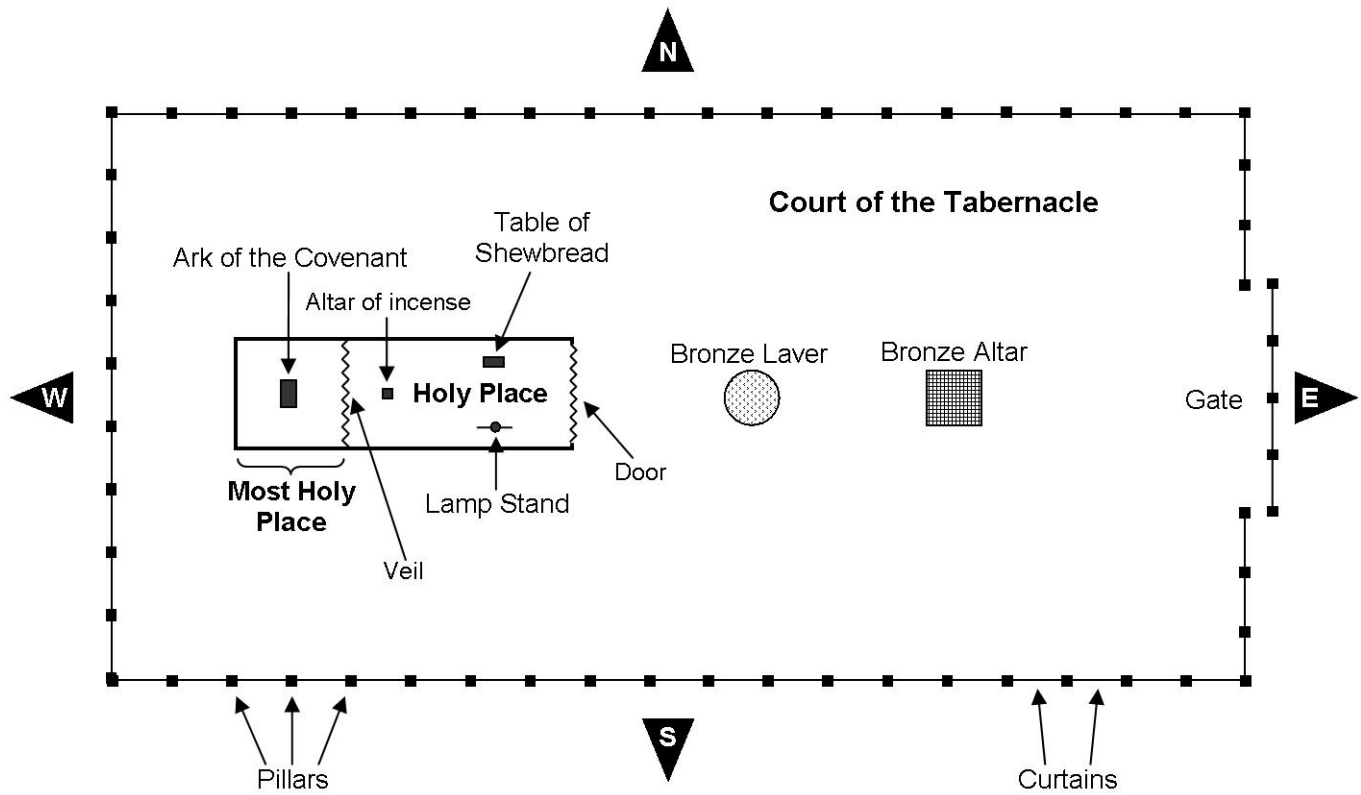 N
Court of the Tabernacle
Table of
Shewbread
Ark of the Covenant
Altar of incense
Bronze Laver
Bronze Altar
W
Holy Place
Gate
E
Door
Most Holy
Place
Lamp Stand
Veil
S
Pillars
Curtains